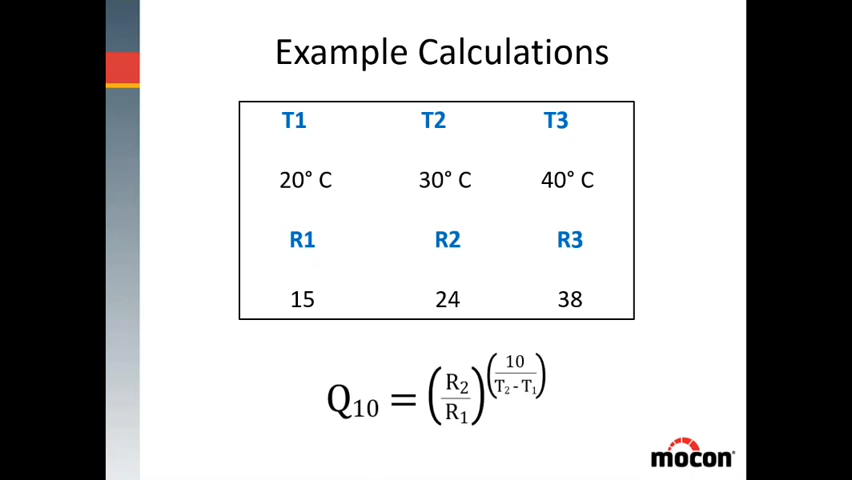 Example Calculations
T1 T2 T3
20° C 30° C 40° C
R1 R2 R3
15 24 38
Q₁₀ = (R₂/R₁)^(10/(T₂ - T₁))
mocon